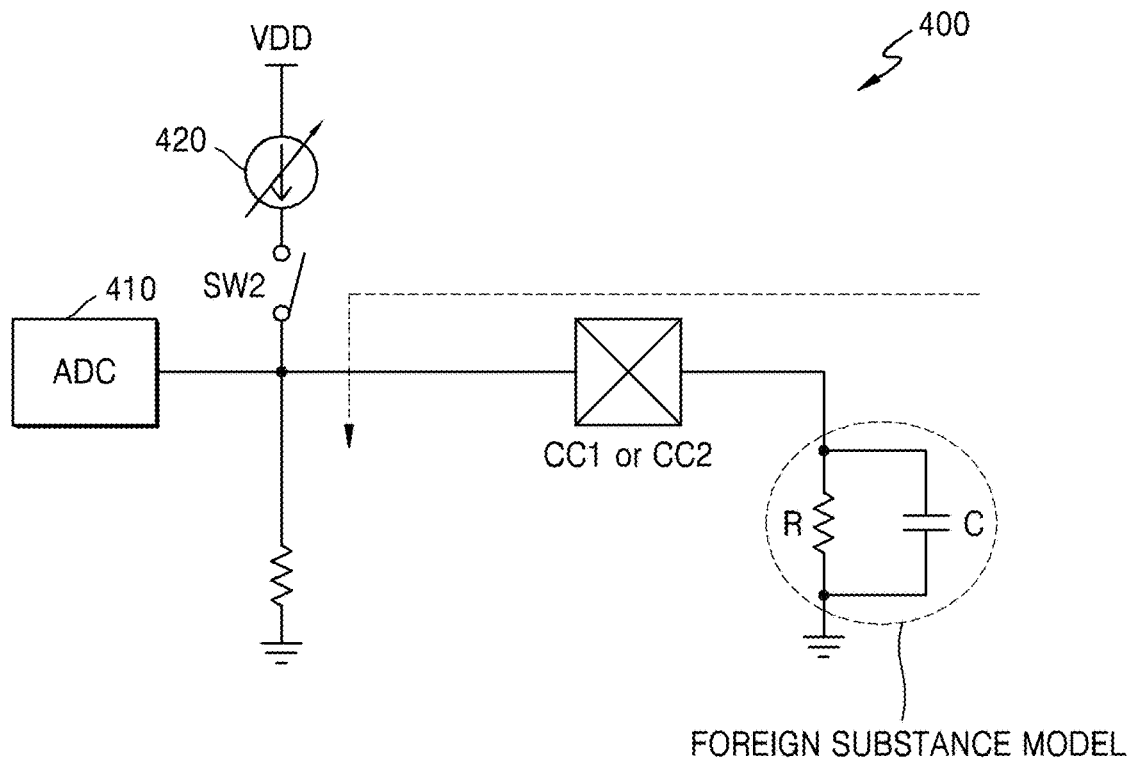 400
VDD
420
SW2
410
ADC
CC1 or CC2
R
C
FOREIGN SUBSTANCE MODEL